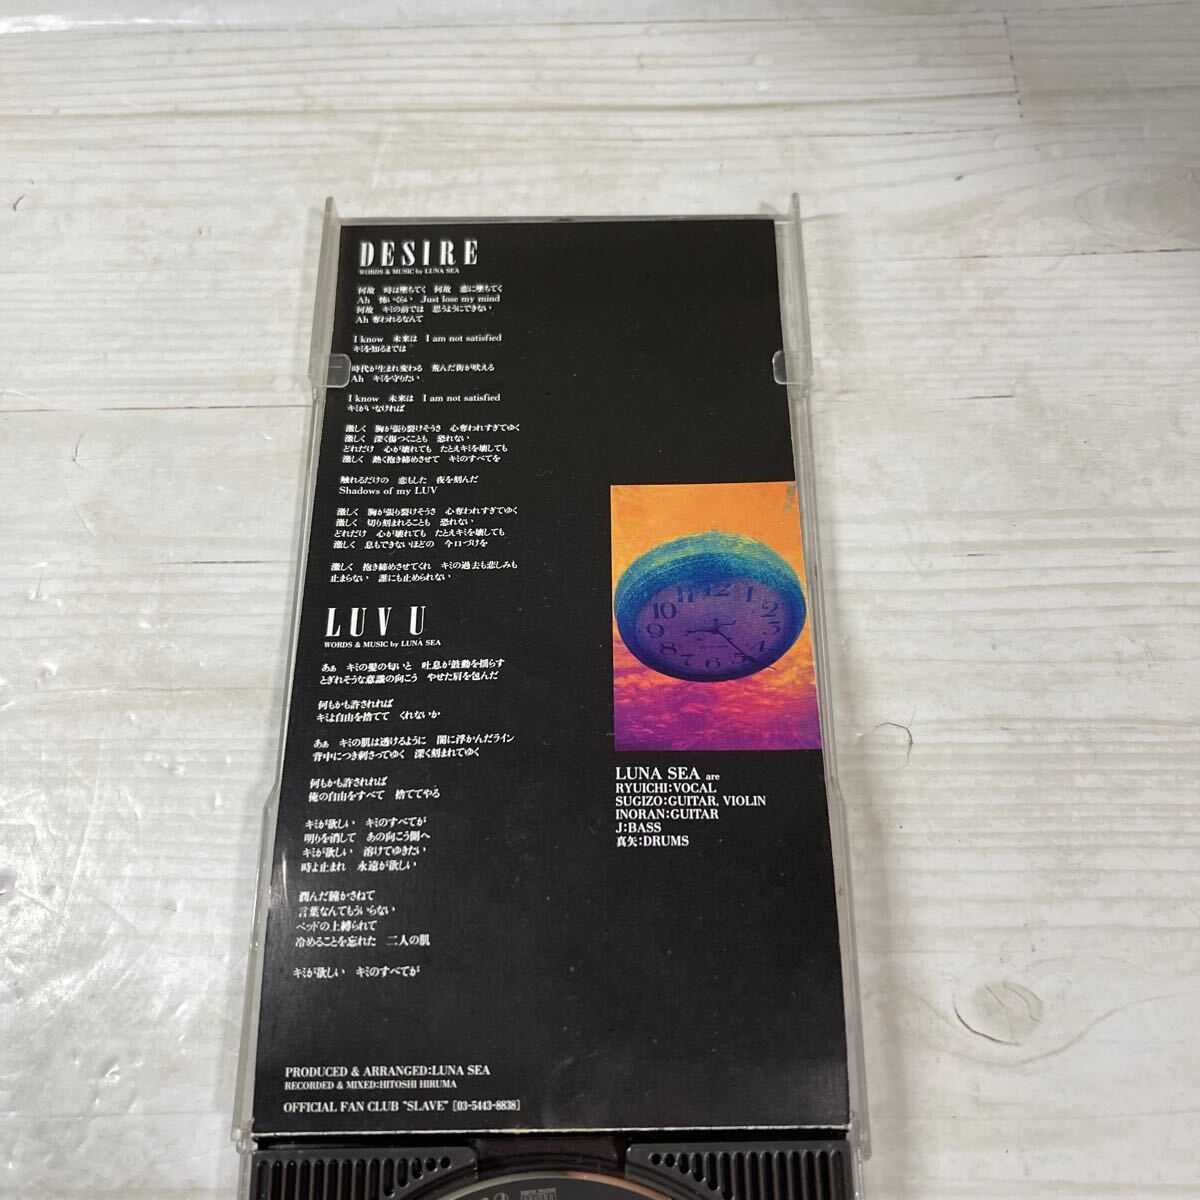 DESIRE
WORDS & MUSIC by LUNA SEA
何故 時は墜ちてく 何故 恋に墜ちてく
Ah 怖いくらい Just lose my mind
何故 キミの前では 思うようにできない
Ah 奪われるなんて
I know 未来は I am not satisfied
キミを知るまでは
時代が生まれ変わる 荒んだ街が吠える
Ah キミを守りたい
I know 未来は I am not satisfied
キミがいなければ
激しく 胸が張り裂けそうさ 心奪われすぎてゆく
激しく 深く傷つくことも 恐れない
どれだけ 心が壊れても たとえキミを壊しても
激しく 熱く抱き締めさせて キミのすべてを
触れるだけの 恋もした 夜を刻んだ
Shadows of my LUV
激しく 胸が張り裂けそうさ 心奪われすぎてゆく
激しく 切り刻まれることも 恐れない
どれだけ 心が壊れても たとえキミを壊しても
激しく 息もできないほどの 今口づけを
激しく 抱き締めさせてくれ キミの過去も悲しみも
止まらない 誰にも止められない
LUV U
WORDS & MUSIC by LUNA SEA
あぁ キミの髪の匂いと 吐息が鼓動を揺らす
とぎれそうな意識の向こう やせた肩を包んだ
何もかも許されれば
キミよ自由を捨てて くれないか
あぁ キミの肌は透けるように 闇に浮かんだライン
背中につき刺さってゆく 深く刻まれてゆく
何もかも許されれば
俺の自由をすべて 捨ててやる
キミが欲しい キミのすべてが
明りを消して あの向こう側へ
キミが欲しい 溶けてゆきたい
時よ止まれ 永遠が欲しい
潤んだ瞳かさねて
言葉なんてもういらない
ベッドの上縛られて
冷めることを忘れた 二人の肌
キミが欲しい キミのすべてが
11 12 1
10 2
9 3
8 4
7 6 5
LUNA SEA are
RYUICHI:VOCAL
SUGIZO:GUITAR, VIOLIN
INORAN:GUITAR
J:BASS
真矢:DRUMS
PRODUCED & ARRANGED:LUNA SEA
RECORDED & MIXED:HITOSHI HIRUMA
OFFICIAL FAN CLUB "SLAVE" [03-5443-8838]